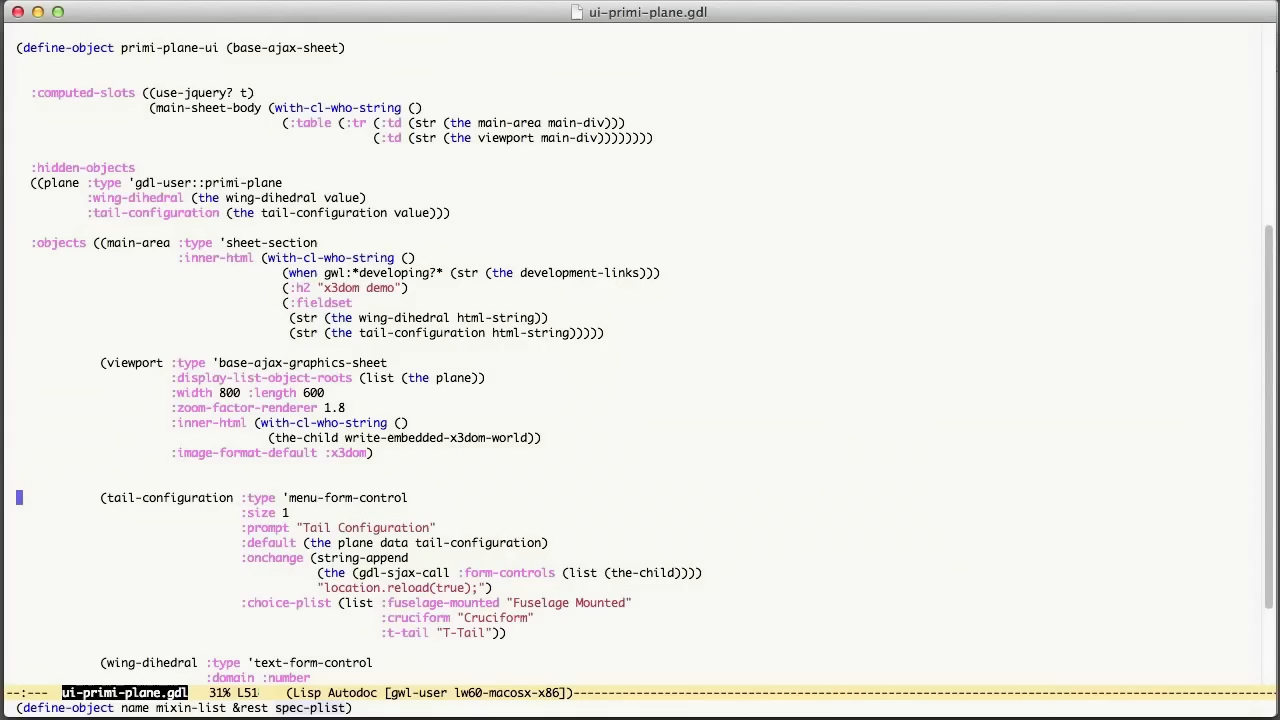 ui-primi-plane.gdl
(define-object primi-plane-ui (base-ajax-sheet)
:computed-slots ((use-jquery? t)
(main-sheet-body (with-cl-who-string ()
(:table (:tr (:td (str (the main-area main-div)))
(:td (str (the viewport main-div))))))))
:hidden-objects
((plane :type 'gdl-user::primi-plane
:wing-dihedral (the wing-dihedral value)
:tail-configuration (the tail-configuration value)))
:objects ((main-area :type 'sheet-section
:inner-html (with-cl-who-string ()
(when gwl:*developing?* (str (the development-links)))
(:h2 "x3dom demo")
(:fieldset
(str (the wing-dihedral html-string))
(str (the tail-configuration html-string)))))
(viewport :type 'base-ajax-graphics-sheet
:display-list-object-roots (list (the plane))
:width 800 :length 600
:zoom-factor-renderer 1.8
:inner-html (with-cl-who-string ()
(the-child write-embedded-x3dom-world))
:image-format-default :x3dom)
(tail-configuration :type 'menu-form-control
:size 1
:prompt "Tail Configuration"
:default (the plane data tail-configuration)
:onchange (string-append
(the (gdl-sjax-call :form-controls (list (the-child))))
"location.reload(true);")
:choice-plist (list :fuselage-mounted "Fuselage Mounted"
:cruciform "Cruciform"
:t-tail "T-Tail"))
(wing-dihedral :type 'text-form-control
:domain :number
--:--- ui-primi-plane.gdl 31% L51 (Lisp Autodoc [gwl-user lw60-macosx-x86])--------------------------------------------------------------------------------
(define-object name mixin-list &rest spec-plist)